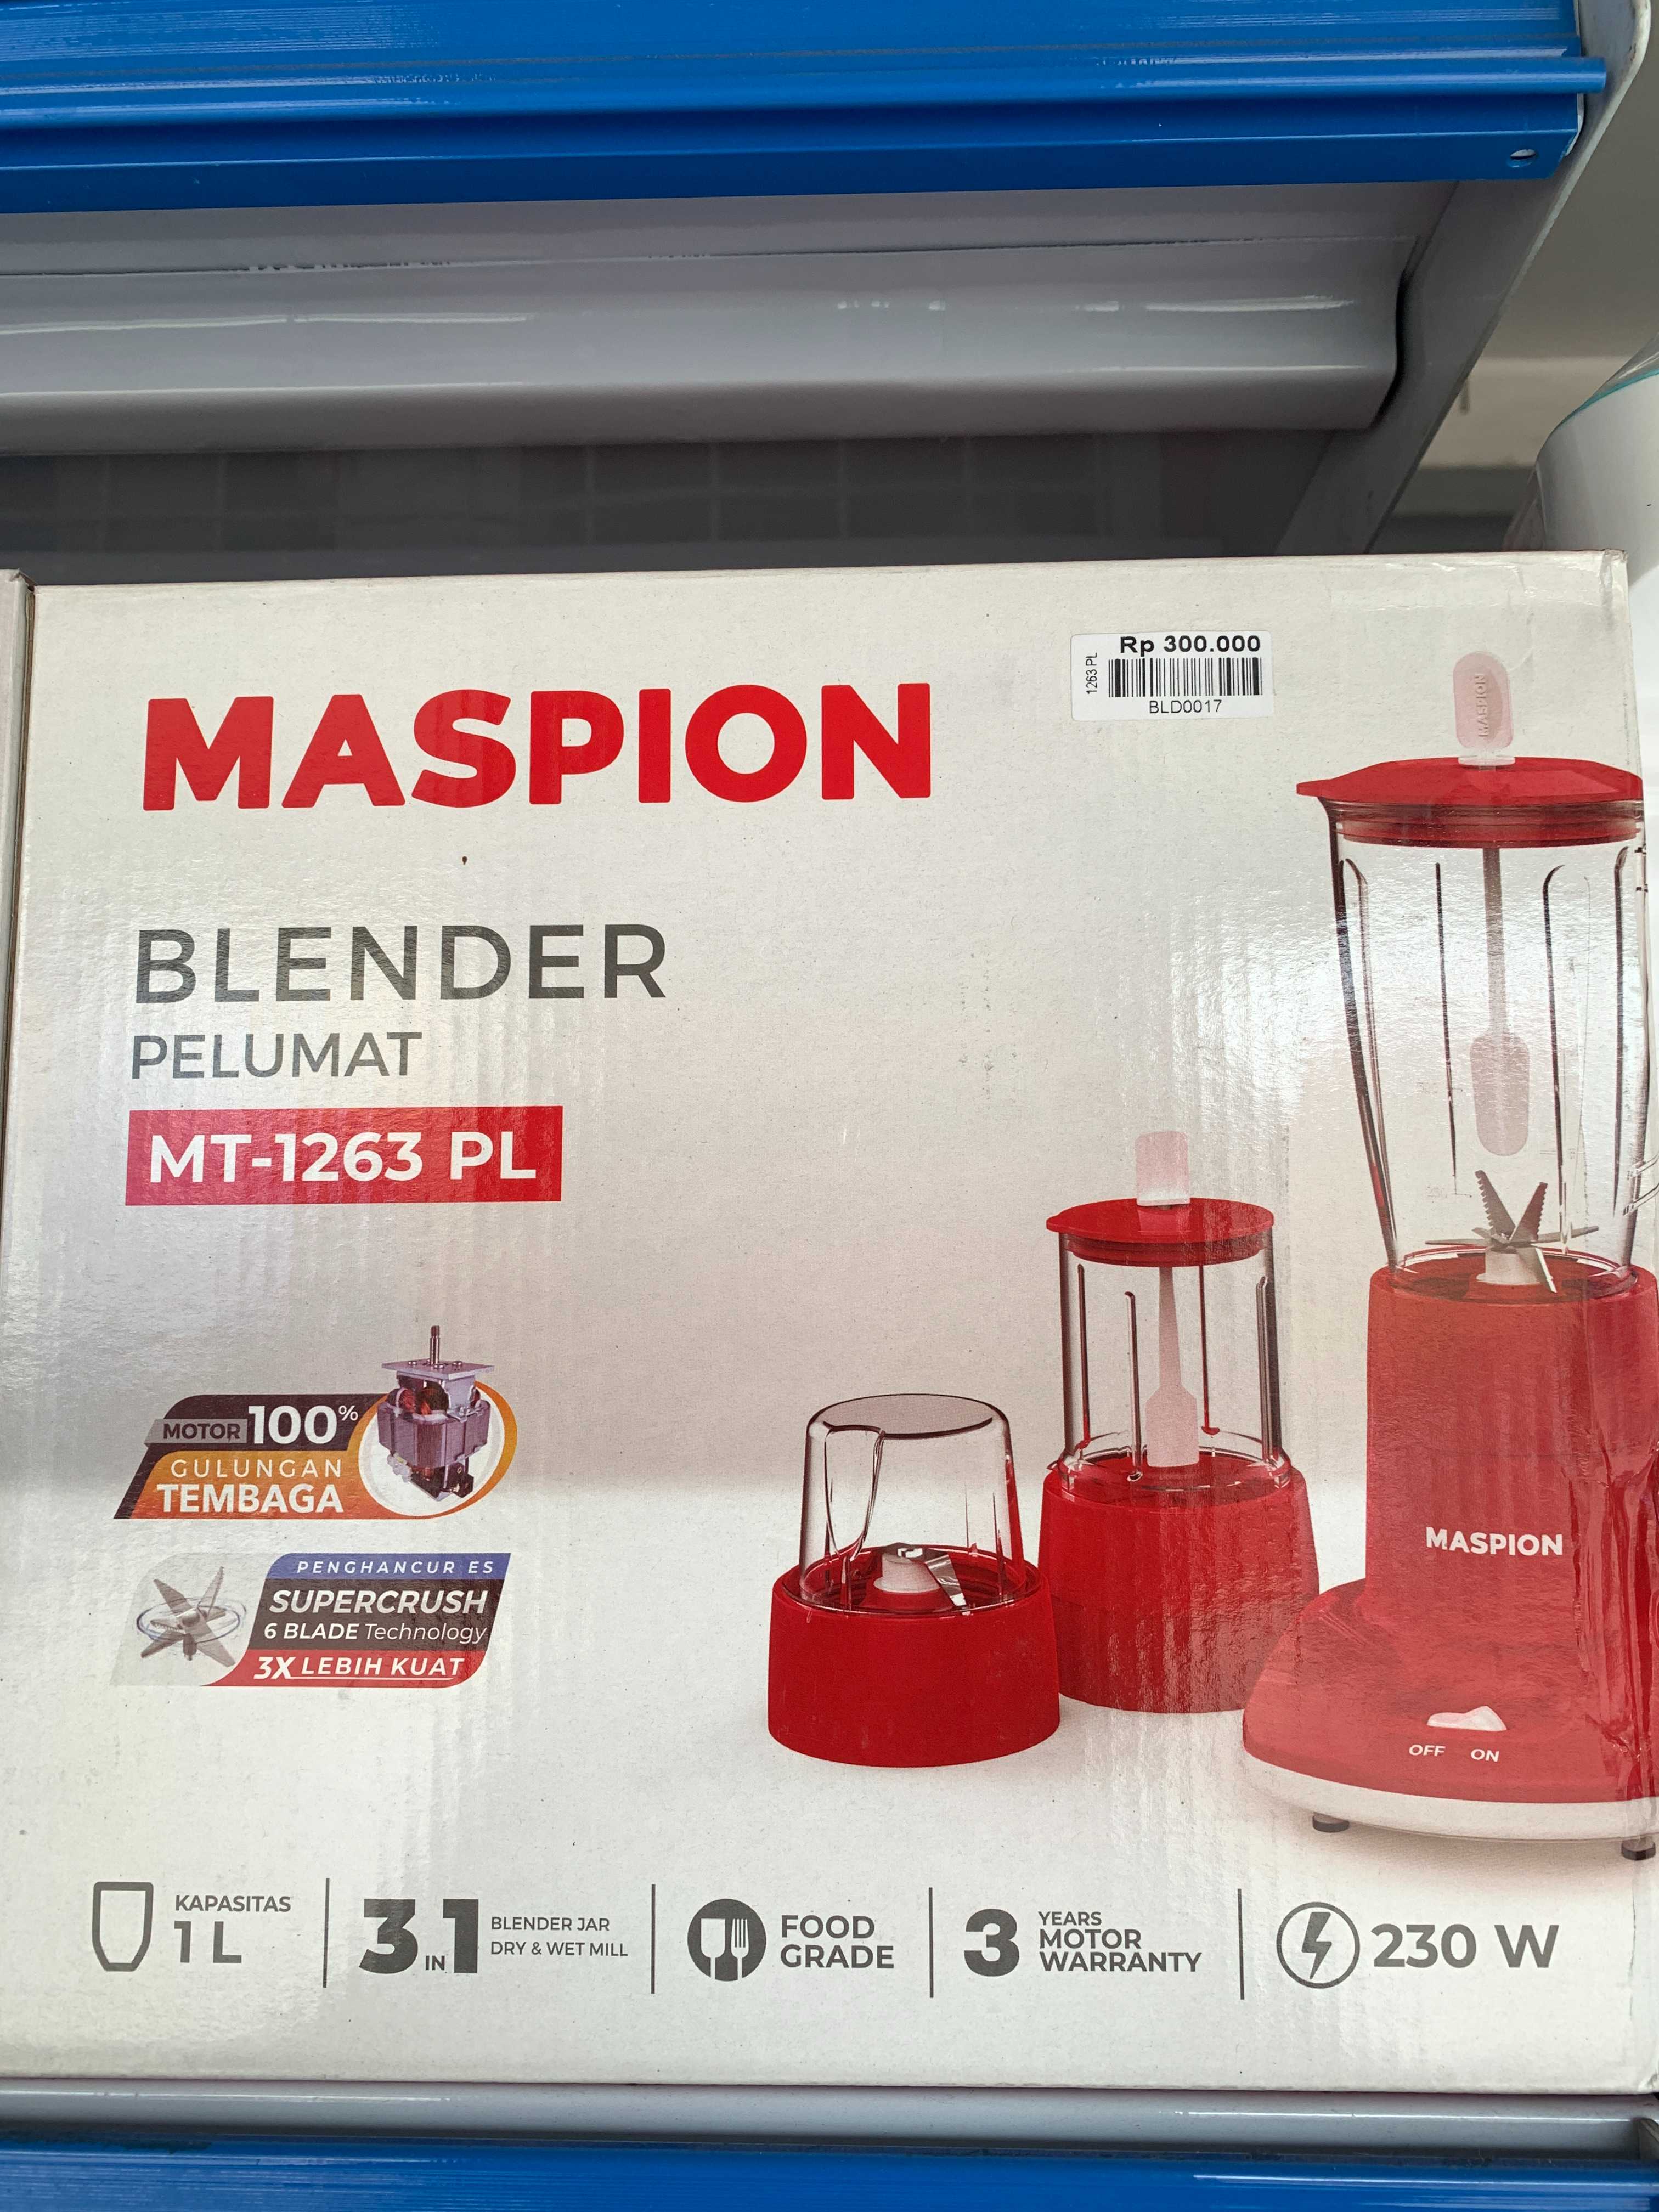 Rp 300.000
1263 PL
BLD0017
MASPION
BLENDER
PELUMAT
MT-1263 PL
MASPION
MOTOR 100%
GULUNGAN
TEMBAGA
PENGHANCUR ES
SUPERCRUSH
6 BLADE Technology
3X LEBIH KUAT
MASPION
OFF ON
KAPASITAS
1 L
3 IN 1
BLENDER JAR
DRY & WET MILL
FOOD
GRADE
3
YEARS
MOTOR
WARRANTY
230 W